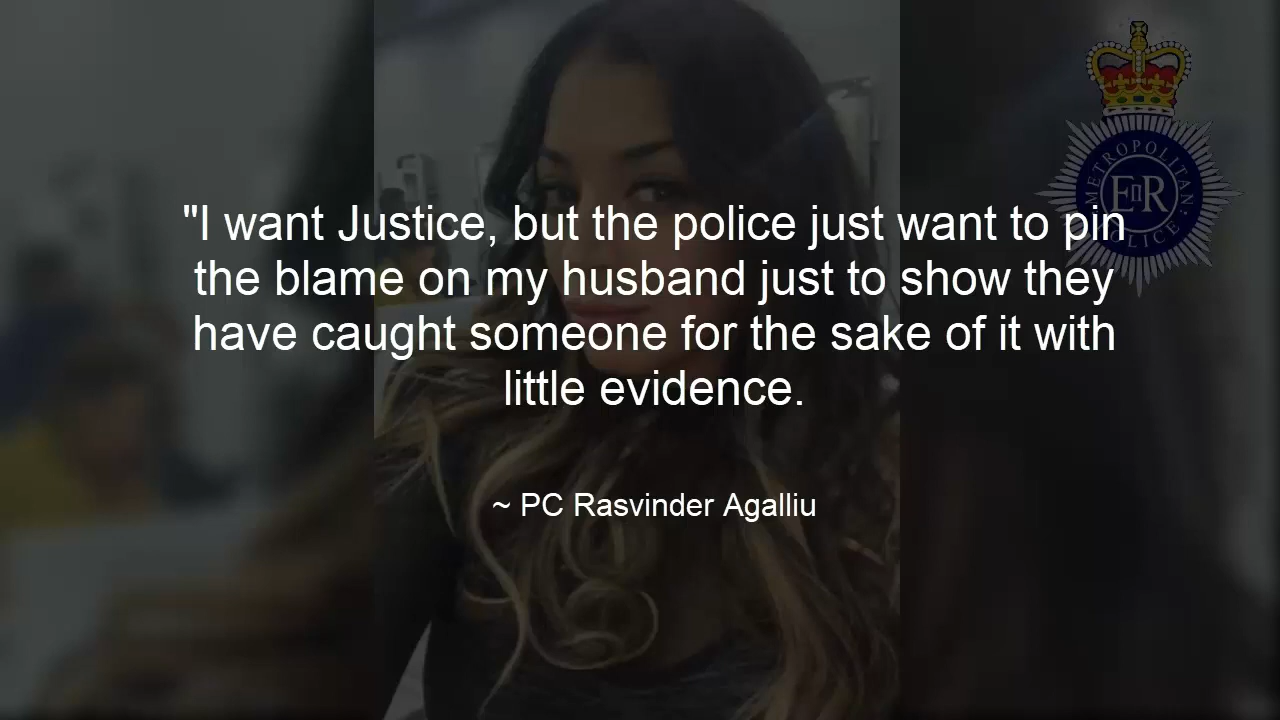 "I want Justice, but the police just want to pin
the blame on my husband just to show they
have caught someone for the sake of it with
little evidence.
~ PC Rasvinder Agalliu
METROPOLITAN
EIIR
POLICE